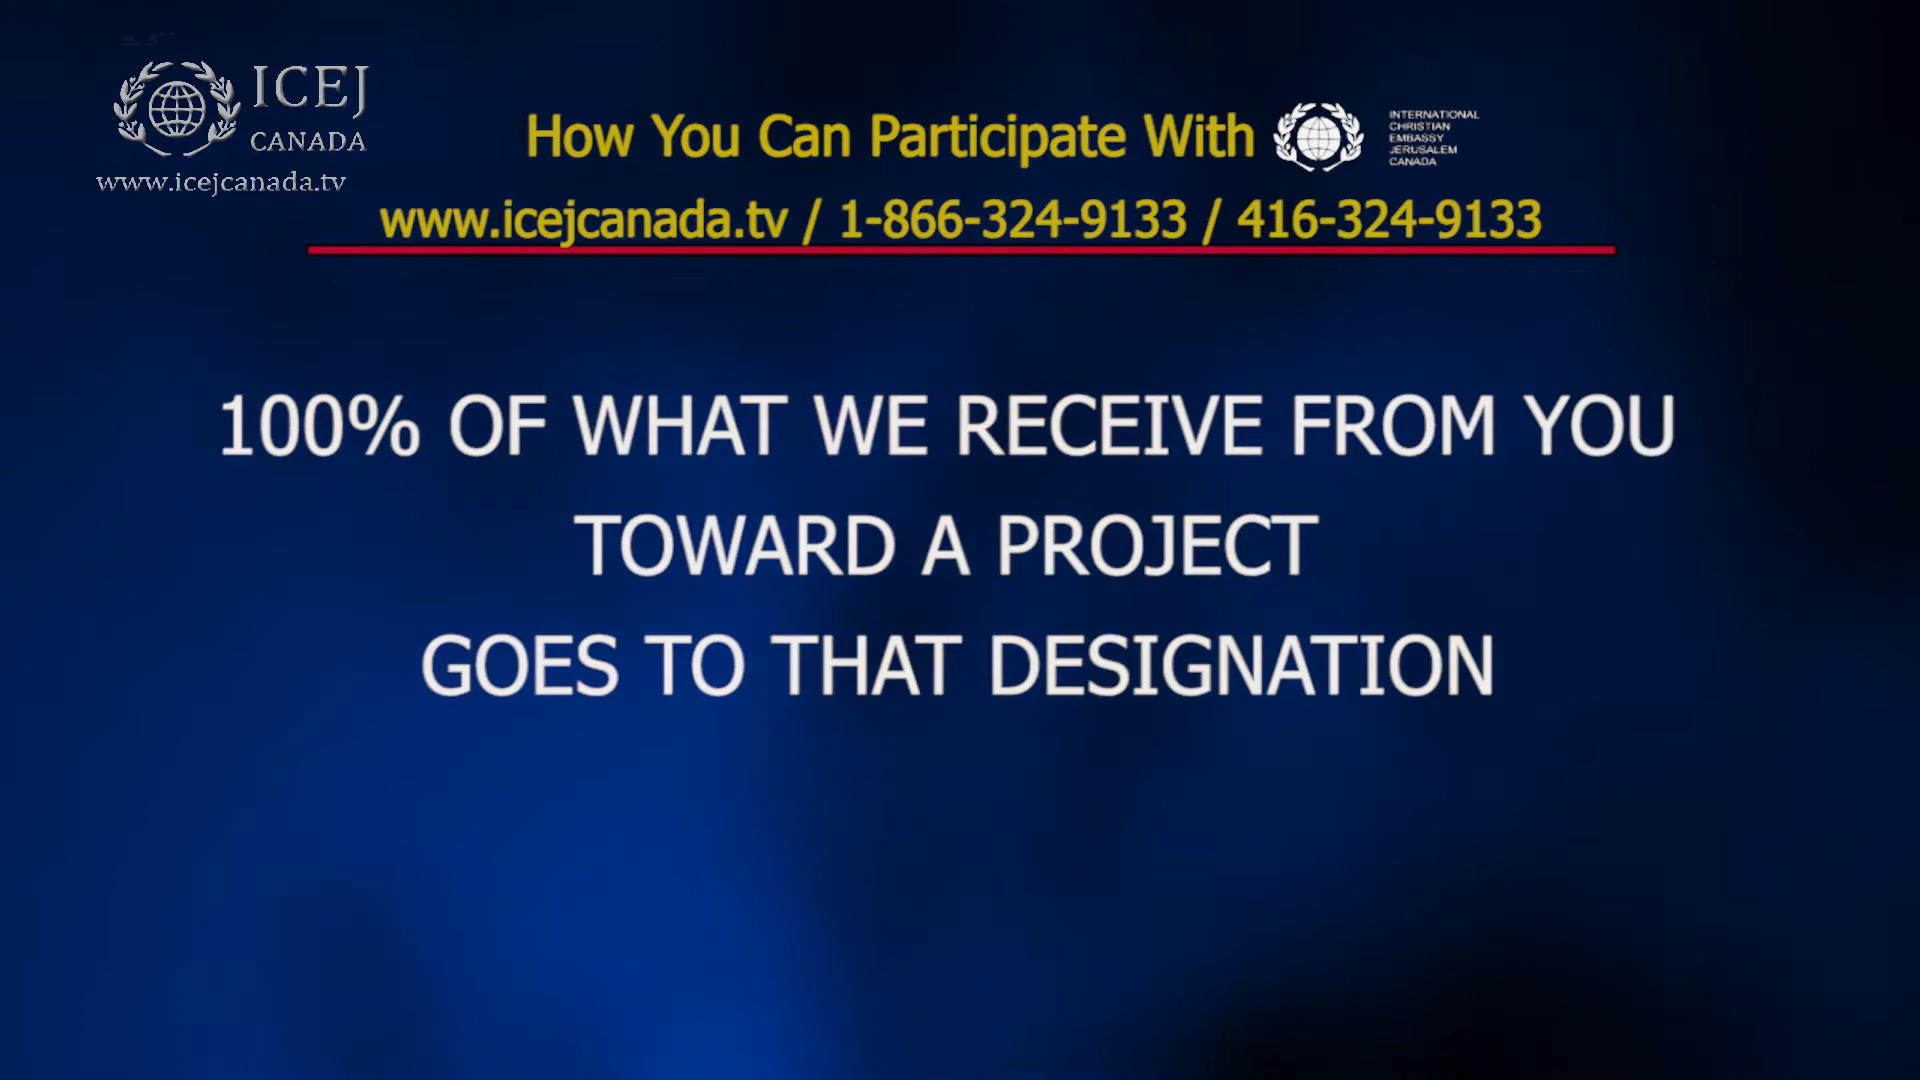 ICEJ
CANADA
www.icejcanada.tv
How You Can Participate With
INTERNATIONAL
CHRISTIAN
EMBASSY
JERUSALEM
CANADA
www.icejcanada.tv / 1-866-324-9133 / 416-324-9133
100% OF WHAT WE RECEIVE FROM YOU
TOWARD A PROJECT
GOES TO THAT DESIGNATION